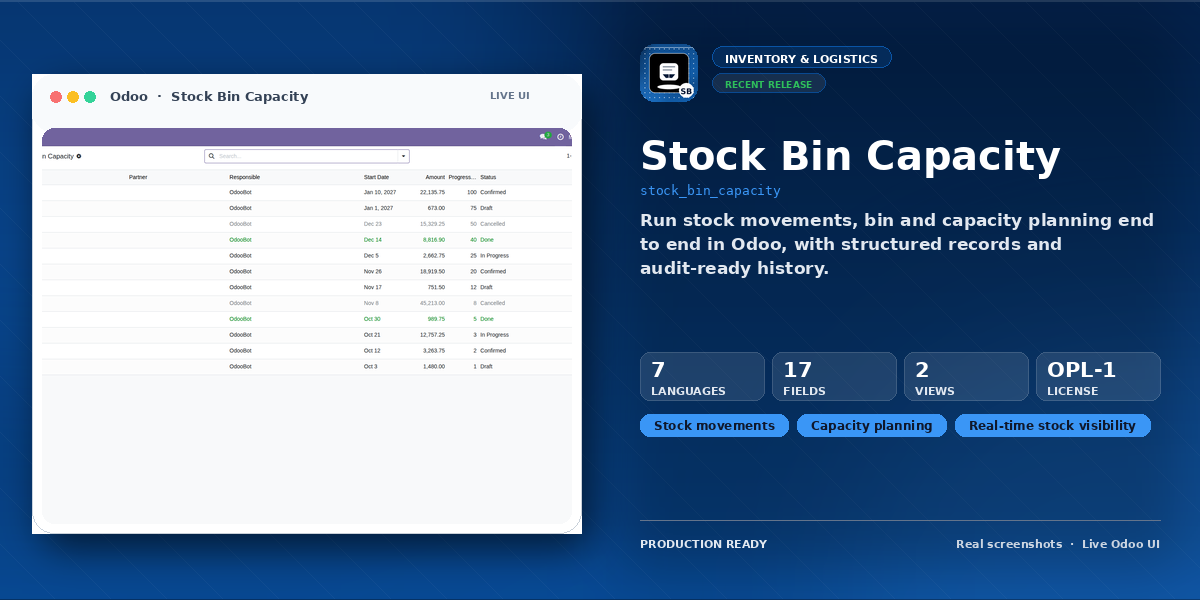 Odoo · Stock Bin Capacity
LIVE UI
n Capacity
Search...
Partner Responsible Start Date Amount Progress... Status
OdooBot Jan 10, 2027 22,135.75 100 Confirmed
OdooBot Jan 1, 2027 673.00 75 Draft
OdooBot Dec 23 15,329.25 50 Cancelled
OdooBot Dec 14 8,816.90 40 Done
OdooBot Dec 5 2,662.75 25 In Progress
OdooBot Nov 26 18,919.50 20 Confirmed
OdooBot Nov 17 751.50 12 Draft
OdooBot Nov 8 45,213.00 8 Cancelled
OdooBot Oct 30 989.75 5 Done
OdooBot Oct 21 12,757.25 3 In Progress
OdooBot Oct 12 3,263.75 2 Confirmed
OdooBot Oct 3 1,480.00 1 Draft
SB
INVENTORY & LOGISTICS
RECENT RELEASE
Stock Bin Capacity
stock_bin_capacity
Run stock movements, bin and capacity planning end
to end in Odoo, with structured records and
audit-ready history.
7 LANGUAGES
17 FIELDS
2 VIEWS
OPL-1 LICENSE
Stock movements
Capacity planning
Real-time stock visibility
PRODUCTION READY
Real screenshots · Live Odoo UI